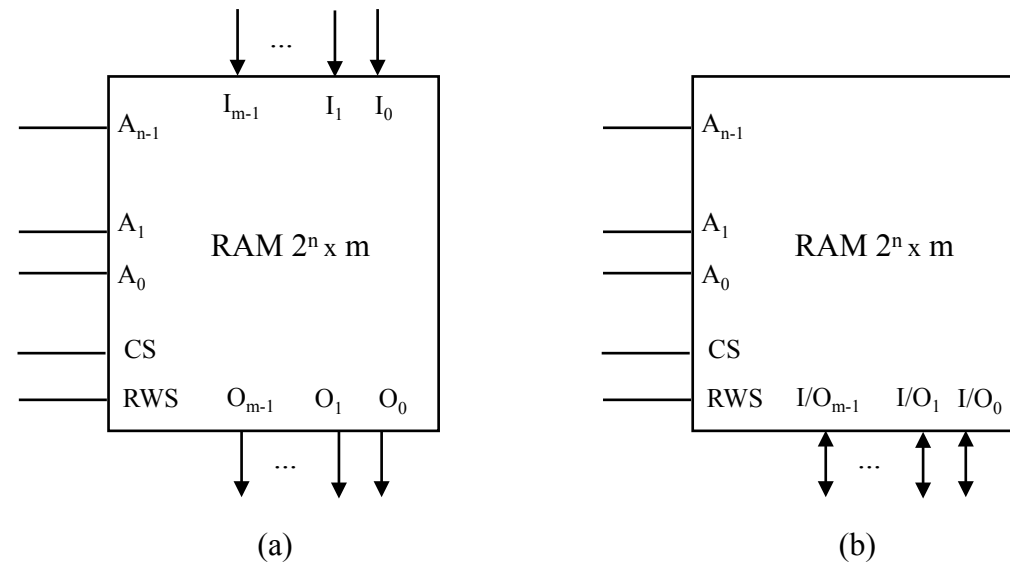 ...
I_{m-1} I_1 I_0
A_{n-1}
A_1
A_0
RAM 2^n x m
CS
RWS
O_{m-1} O_1 O_0
...
(a)
A_{n-1}
A_1
A_0
RAM 2^n x m
CS
RWS
I/O_{m-1} I/O_1 I/O_0
...
(b)